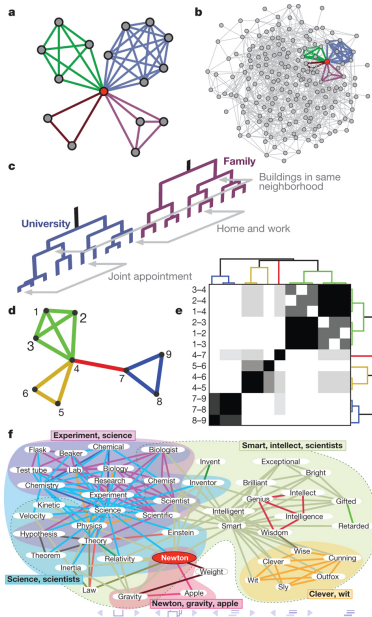 a
b
c
Family
Buildings in same
neighborhood
University
Home and work
Joint appointment
d
1
2
3
4
5
6
7
8
9
e
3–4
2–4
1–4
2–3
1–2
1–3
4–7
5–6
4–6
4–5
7–9
7–8
8–9
f
Experiment, science
Smart, intellect, scientists
Flask
Beaker
Chemical
Biologist
Test tube
Lab
Biology
Invent
Exceptional
Bright
Chemistry
Research
Chemist
Inventor
Brilliant
Kinetic
Experiment
Scientist
Genius
Intellect
Gifted
Velocity
Science
Scientific
Intelligent
Intelligence
Physics
Smart
Retarded
Hypothesis
Theory
Einstein
Wisdom
Theorem
Relativity
Newton
Wise
Inertia
Clever
Cunning
Science, scientists
Law
Weight
Outfox
Gravity
Apple
Wit
Sly
Newton, gravity, apple
Clever, wit